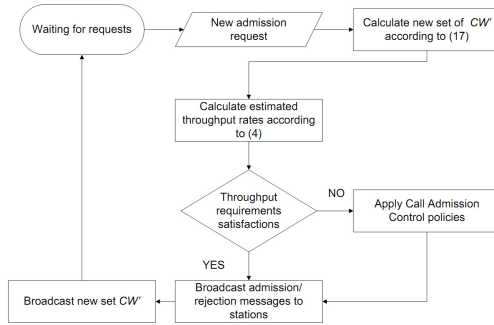 Waiting for requests
New admission
request
Calculate new set of CW'
according to (17)
Calculate estimated
throughput rates according
to (4)
Throughput
requirements
satisfactions
NO
Apply Call Admission
Control policies
YES
Broadcast admission/
rejection messages to
stations
Broadcast new set CW'